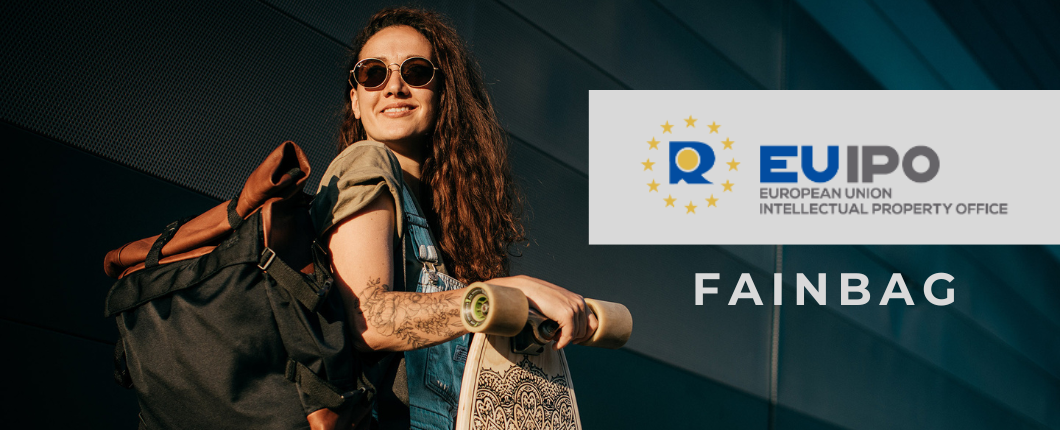 R
EUIPO
EUROPEAN UNION
INTELLECTUAL PROPERTY OFFICE
FAINBAG